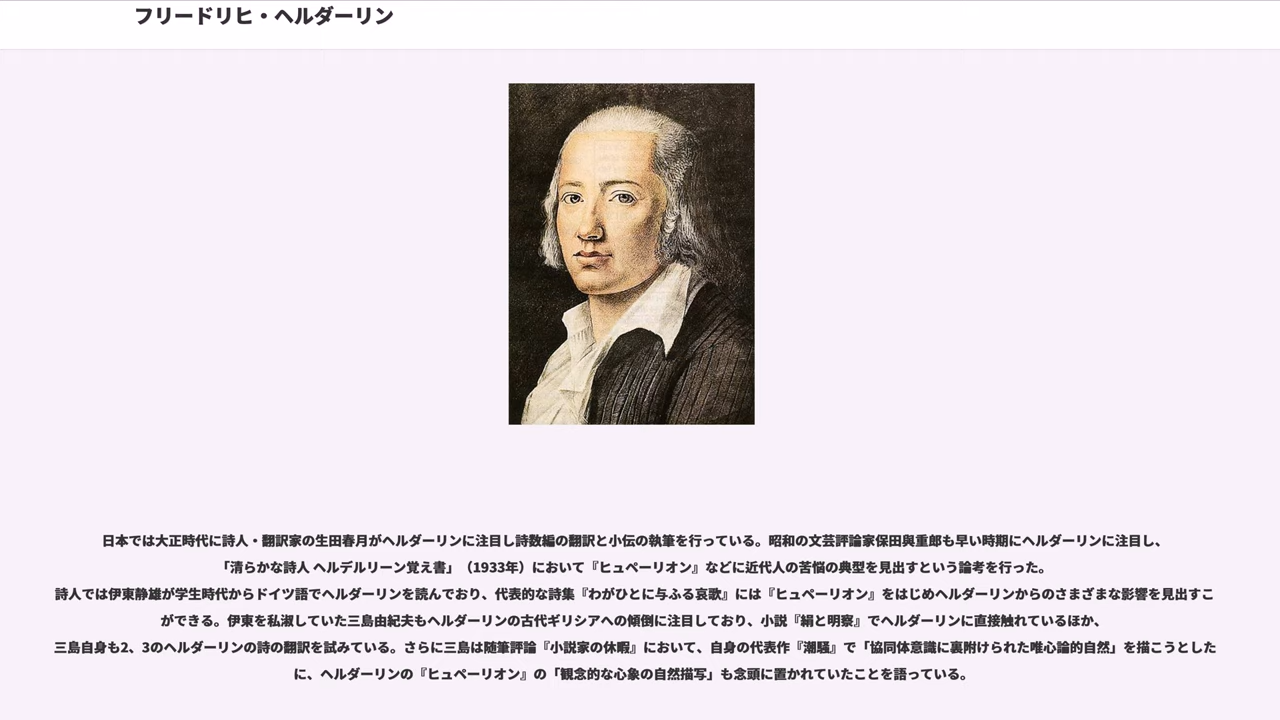 フリードリヒ・ヘルダーリン
日本では大正時代に詩人・翻訳家の生田春月がヘルダーリンに注目し詩数編の翻訳と小伝の執筆を行っている。昭和の文芸評論家保田與重郎も早い時期にヘルダーリンに注目し、
「清らかな詩人 ヘルデルリーン覚え書」（1933年）において『ヒュペーリオン』などに近代人の苦悩の典型を見出すという論考を行った。
詩人では伊東静雄が学生時代からドイツ語でヘルダーリンを読んでおり、代表的な詩集『わがひとに与ふる哀歌』には『ヒュペーリオン』をはじめヘルダーリンからのさまざまな影響を見出すこ
とができる。伊東を私淑していた三島由紀夫もヘルダーリンの古代ギリシアへの傾倒に注目しており、小説『絹と明察』でヘルダーリンに直接触れているほか、
三島自身も2、3のヘルダーリンの詩の翻訳を試みている。さらに三島は随筆評論『小説家の休暇』において、自身の代表作『潮騒』で「協同体意識に裏附けられた唯心論的自然」を描こうとした
に、ヘルダーリンの『ヒュペーリオン』の「観念的な心象の自然描写」も念頭に置かれていたことを語っている。